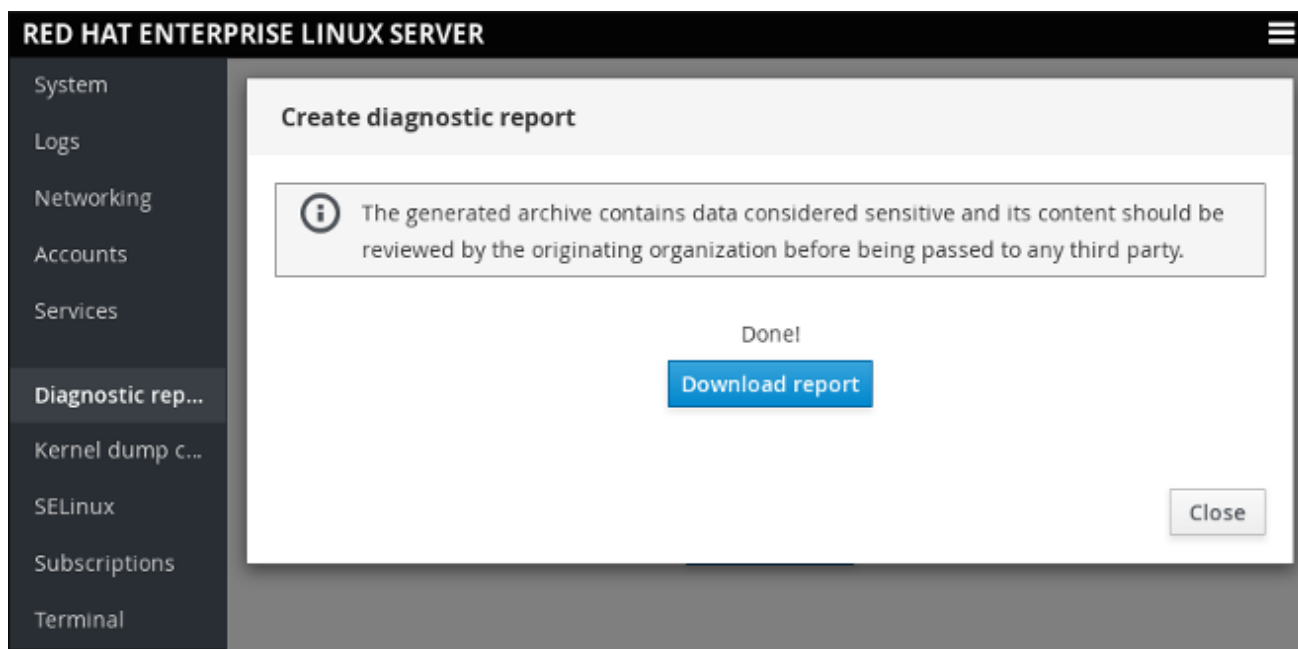 RED HAT ENTERPRISE LINUX SERVER
System
Logs
Networking
Accounts
Services
Diagnostic rep...
Kernel dump c...
SELinux
Subscriptions
Terminal
Create diagnostic report
The generated archive contains data considered sensitive and its content should be
reviewed by the originating organization before being passed to any third party.
Done!
Download report
Close